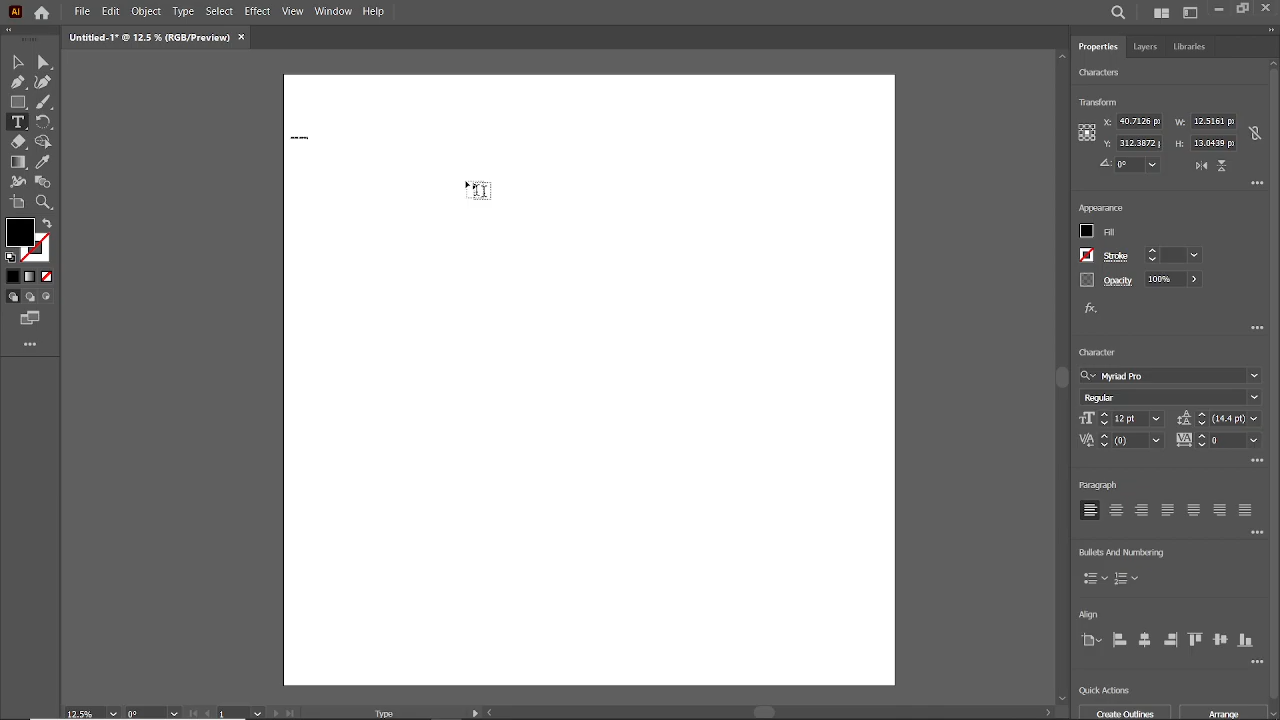 Ai File Edit Object Type Select Effect View Window Help
Untitled-1* @ 12.5 % (RGB/Preview) ×
Properties Layers Libraries
Characters
Transform
X: 40.7126 px W: 12.5161 px
Y: 312.3872 H: 13.0439 px
0°
Appearance
Fill
Stroke
Opacity 100%
fx.
Character
Myriad Pro
Regular
12 pt (14.4 pt)
(0) 0
Paragraph
Bullets And Numbering
Align
Quick Actions
Create Outlines Arrange
12.5% 0° 1 Type